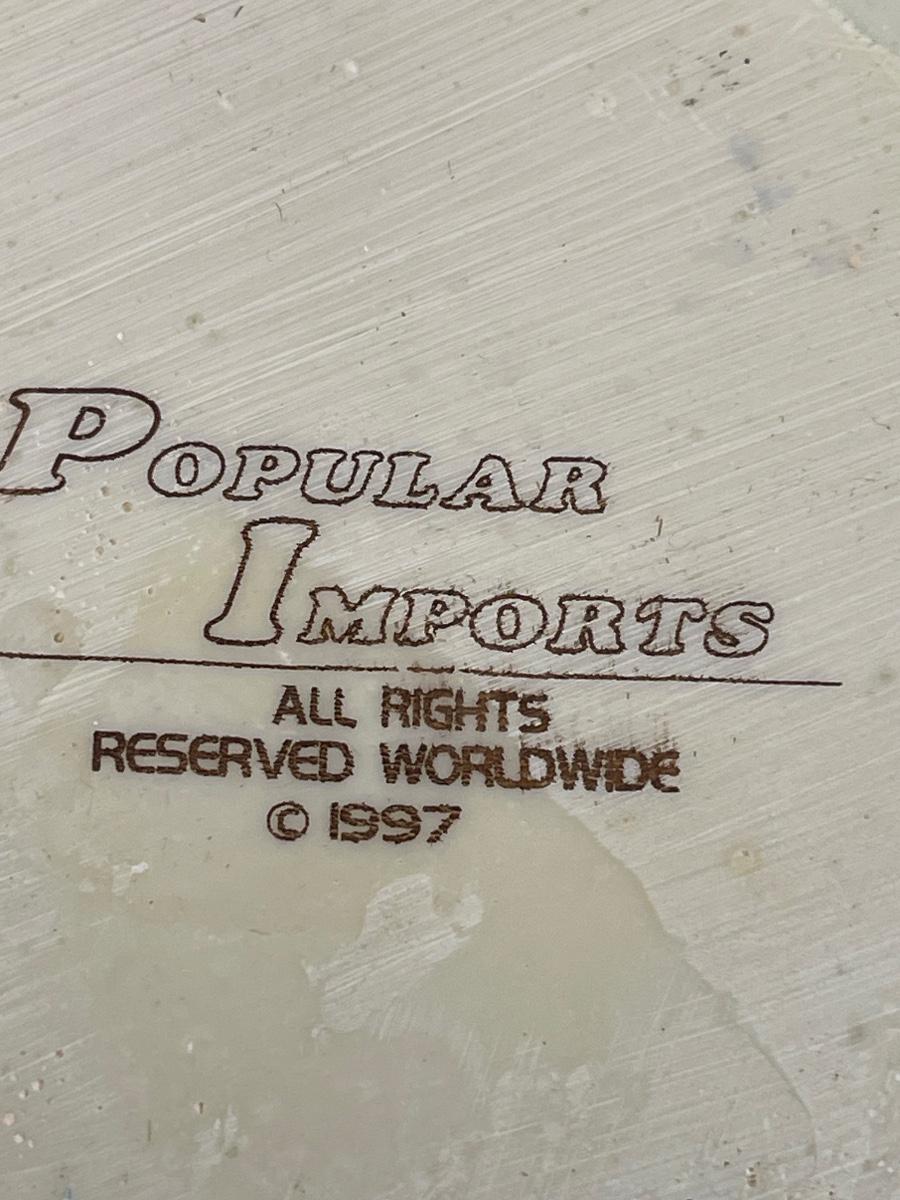 POPULAR
IMPORTS
ALL RIGHTS
RESERVED WORLDWIDE
© 1997